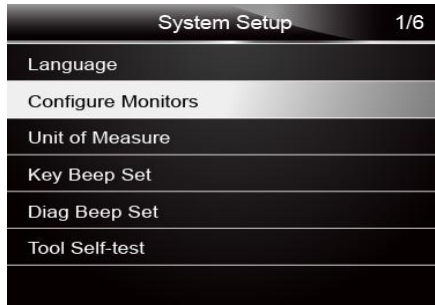 System Setup 1/6
Language
Configure Monitors
Unit of Measure
Key Beep Set
Diag Beep Set
Tool Self-test